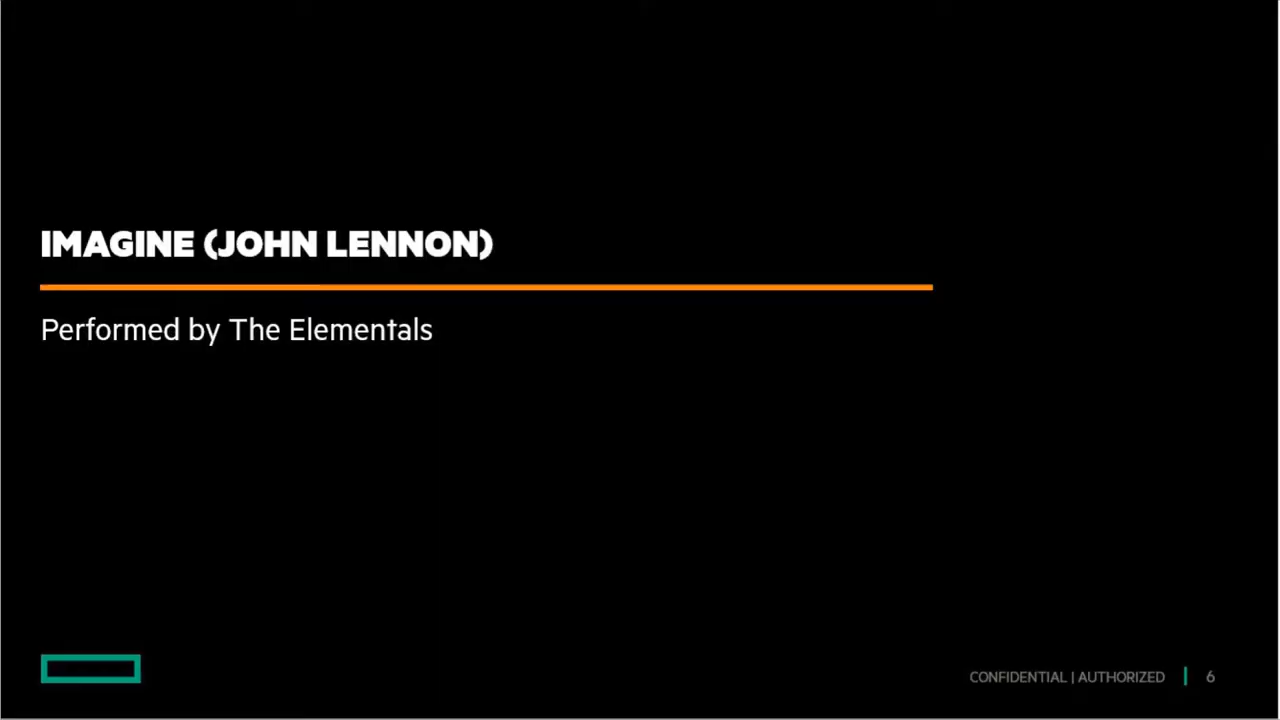 IMAGINE (JOHN LENNON)
Performed by The Elementals
CONFIDENTIAL | AUTHORIZED | 6